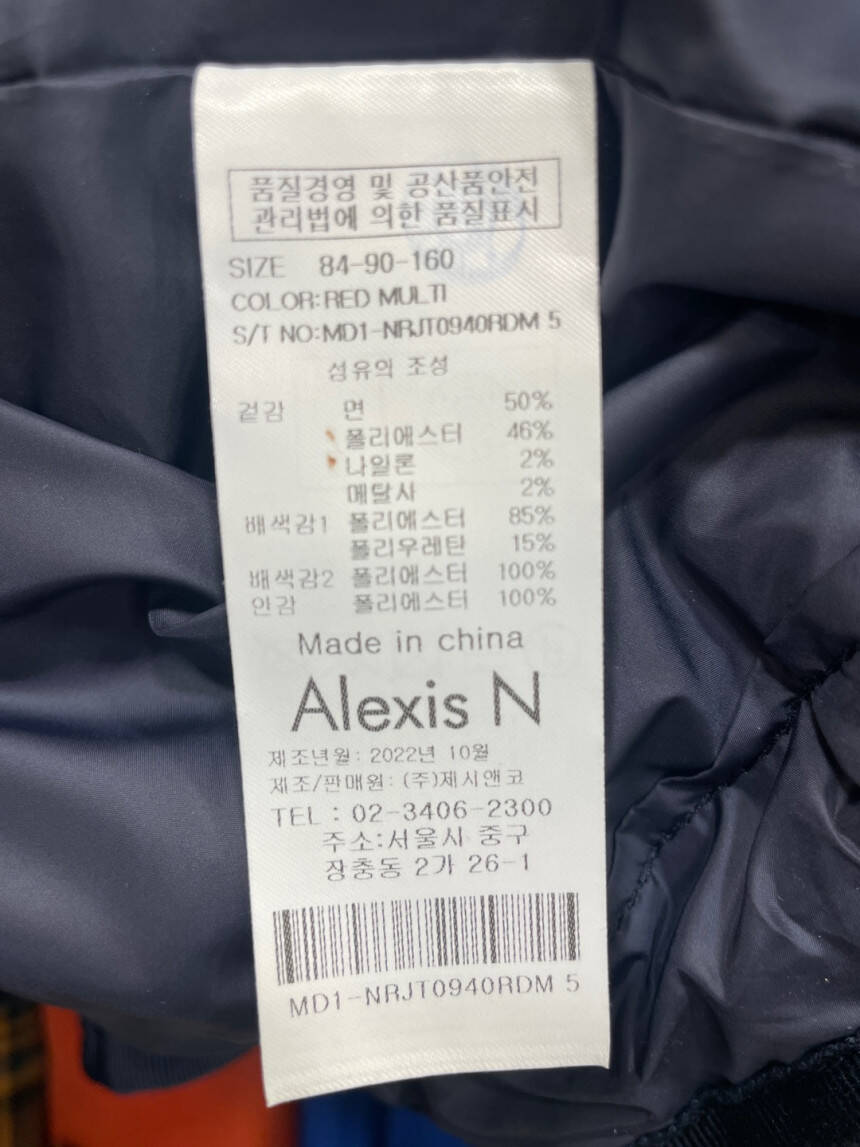 품질경영 및 공산품안전
관리법에 의한 품질표시
SIZE 84-90-160
COLOR:RED MULTI
S/T NO:MD1-NRJT0940RDM 5
섬유의 조성
겉감 면 50%
폴리에스터 46%
나일론 2%
메탈사 2%
배색감1 폴리에스터 85%
폴리우레탄 15%
배색감2 폴리에스터 100%
안감 폴리에스터 100%
Made in china
Alexis N
제조년월: 2022년 10월
제조/판매원: (주)제시앤코
TEL : 02-3406-2300
주소:서울시 중구
장충동 2가 26-1
MD1-NRJT0940RDM 5